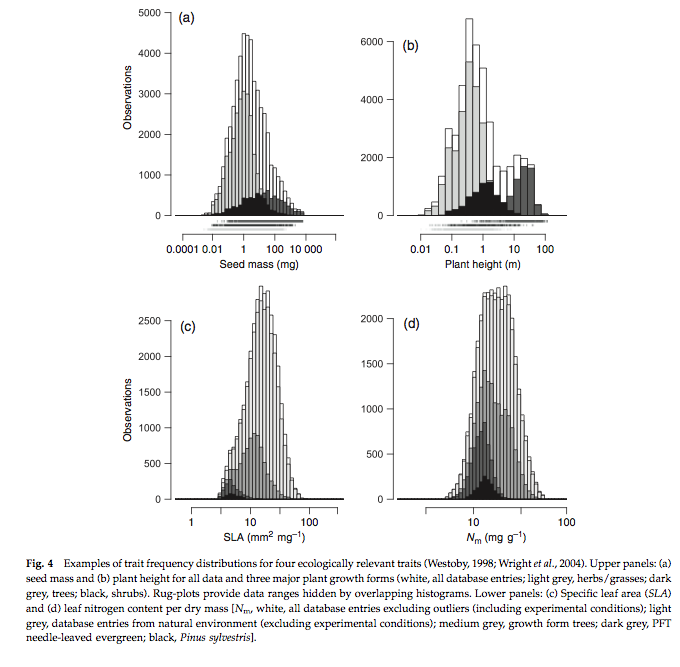 (a)
5000
4000
3000
2000
1000
0
Observations
0.0001 0.01 1 100 10 000
Seed mass (mg)
(b)
6000
4000
2000
0
0.01 0.1 1 10 100
Plant height (m)
(c)
2500
2000
1500
1000
500
0
Observations
1 10 100
SLA (mm² mg⁻¹)
(d)
2000
1500
1000
500
0
10 100
Nm (mg g⁻¹)
Fig. 4 Examples of trait frequency distributions for four ecologically relevant traits (Westoby, 1998; Wright et al., 2004). Upper panels: (a)
seed mass and (b) plant height for all data and three major plant growth forms (white, all database entries; light grey, herbs/grasses; dark
grey, trees; black, shrubs). Rug-plots provide data ranges hidden by overlapping histograms. Lower panels: (c) Specific leaf area (SLA)
and (d) leaf nitrogen content per dry mass [Nm, white, all database entries excluding outliers (including experimental conditions); light
grey, database entries from natural environment (excluding experimental conditions); medium grey, growth form trees; dark grey, PFT
needle-leaved evergreen; black, Pinus sylvestris].